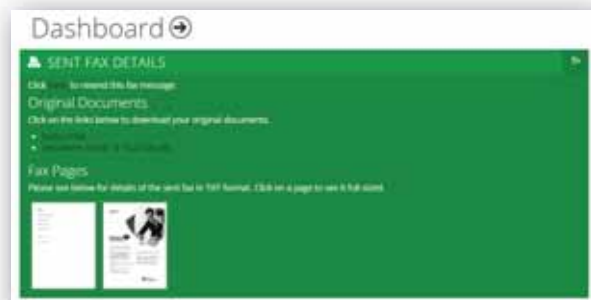 Dashboard
SENT FAX DETAILS
Click to resend this fax message
Original Documents
Click on the links below to download your original documents.
Fax Pages
Please see below for details of the sent fax in TIFF format. Click on a page to see it full sized